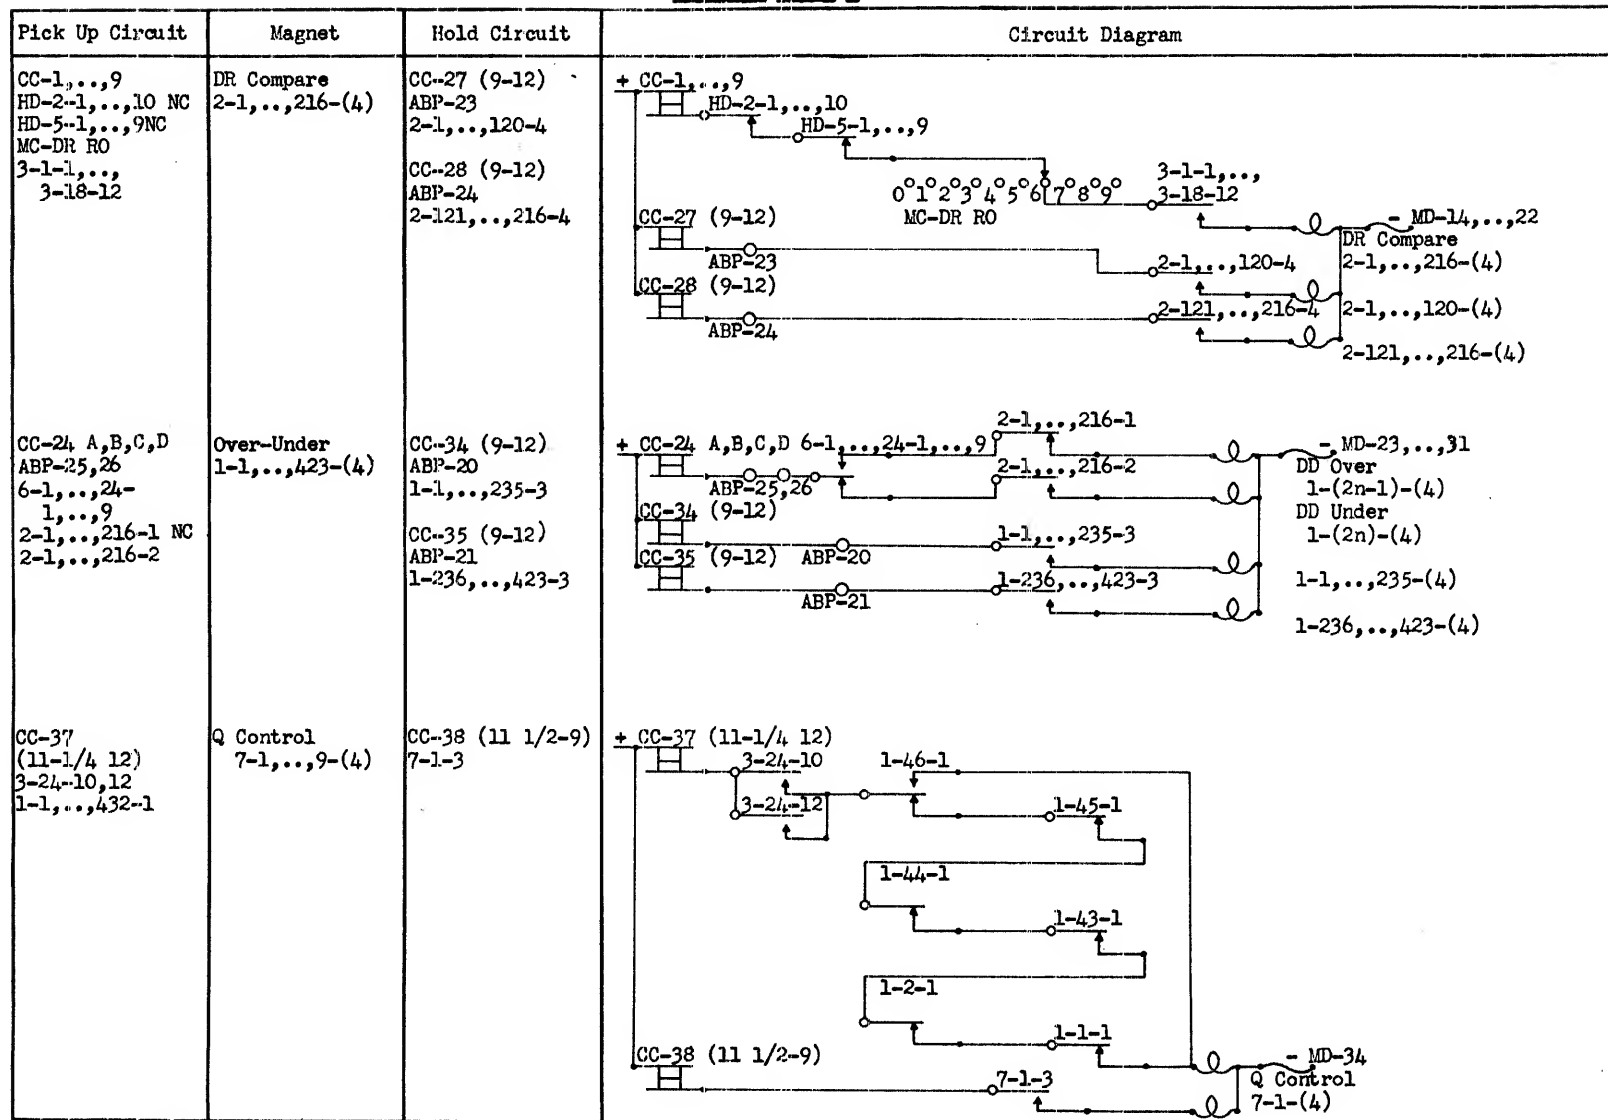 Pick Up Circuit
Magnet
Hold Circuit
Circuit Diagram
CC-1,..,9
HD-2-1,..,10 NC
HD-5-1,..,9NC
MC-DR RO
3-1-1,..,
3-18-12
DR Compare
2-1,..,216-(4)
CC-27 (9-12)
ABP-23
2-1,..,120-4
CC-28 (9-12)
ABP-24
2-121,..,216-4
+ CC-1,..,9
HD-2-1,..,10
HD-5-1,..,9
0 1 2 3 4 5 6 7 8 9
MC-DR RO
3-1-1,..,
3-18-12
- MD-14,..,22
DR Compare
2-1,..,216-(4)
CC-27 (9-12)
ABP-23
2-1,..,120-4
2-1,..,120-(4)
CC-28 (9-12)
ABP-24
2-121,..,216-4
2-121,..,216-(4)
CC-24 A,B,C,D
ABP-25,26
6-1,..,24-
1,..,9
2-1,..,216-1 NC
2-1,..,216-2
Over-Under
1-1,..,423-(4)
CC-34 (9-12)
ABP-20
1-1,..,235-3
CC-35 (9-12)
ABP-21
1-236,..,423-3
+ CC-24 A,B,C,D 6-1,..,24-1,..,9
2-1,..,216-1
ABP-25,26
2-1,..,216-2
- MD-23,..,31
DD Over
1-(2n-1)-(4)
DD Under
1-(2n)-(4)
CC-34 (9-12)
ABP-20
1-1,..,235-3
1-1,..,235-(4)
CC-35 (9-12)
ABP-21
1-236,..,423-3
1-236,..,423-(4)
CC-37
(11-1/4 12)
3-24-10,12
1-1,..,432-1
Q Control
7-1,..,9-(4)
CC-38 (11 1/2-9)
7-1-3
+ CC-37 (11-1/4 12)
3-24-10
3-24-12
1-46-1
1-45-1
1-44-1
1-43-1
1-2-1
1-1-1
CC-38 (11 1/2-9)
7-1-3
- MD-34
Q Control
7-1-(4)